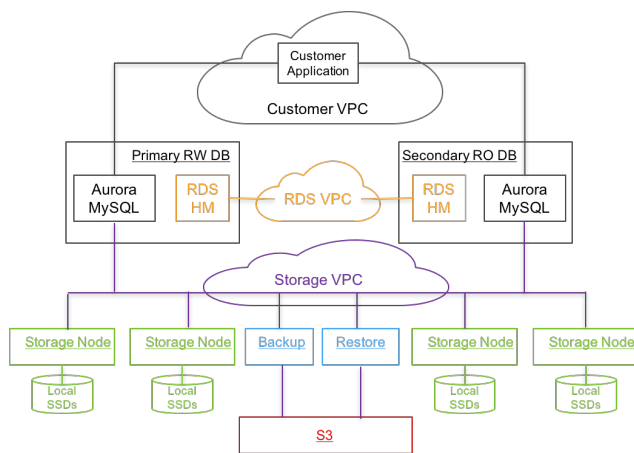 Customer
Application
Customer VPC
Primary RW DB
Secondary RO DB
Aurora
MySQL
RDS
HM
RDS VPC
RDS
HM
Aurora
MySQL
Storage VPC
Storage Node
Storage Node
Backup
Restore
Storage Node
Storage Node
Local
SSDs
Local
SSDs
Local
SSDs
Local
SSDs
S3